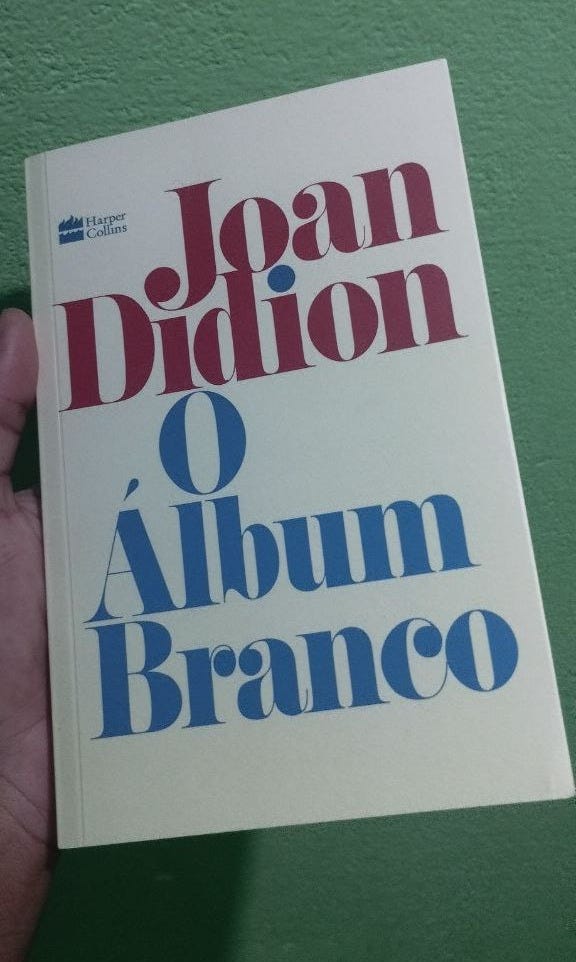 Harper
Collins
Joan
Didion
O
Álbum
Branco